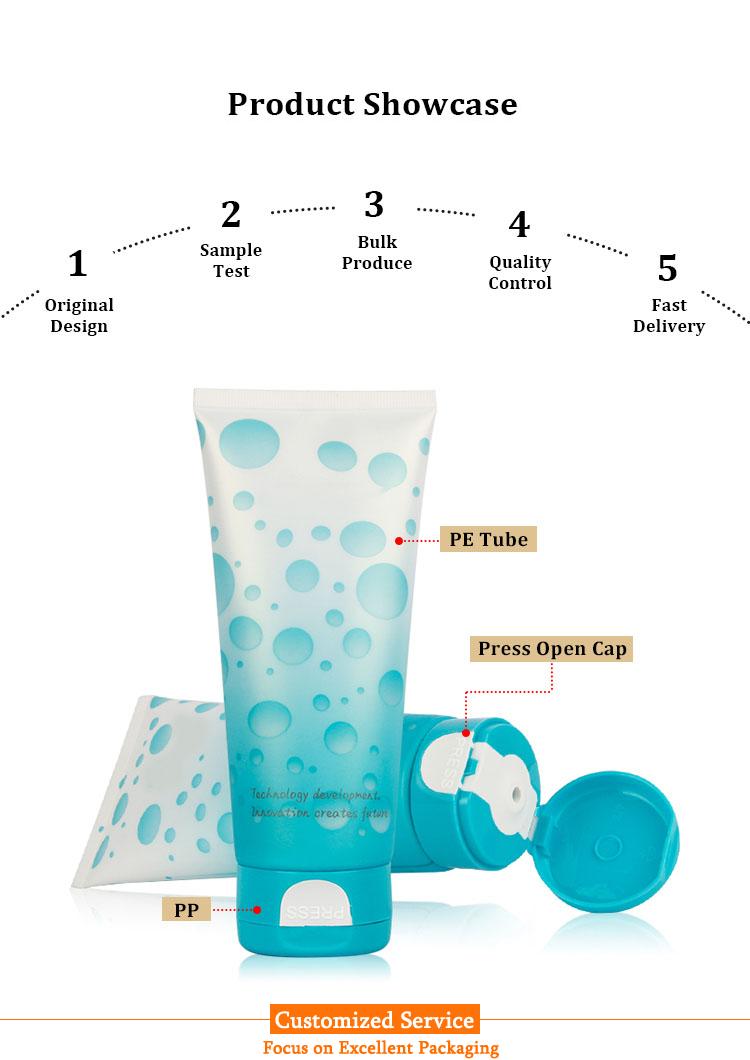 Product Showcase
1
Original
Design
2
Sample
Test
3
Bulk
Produce
4
Quality
Control
5
Fast
Delivery
PE Tube
Press Open Cap
PRESS
Technology development,
Innovation creates future
PP
PRESS
Customized Service
Focus on Excellent Packaging